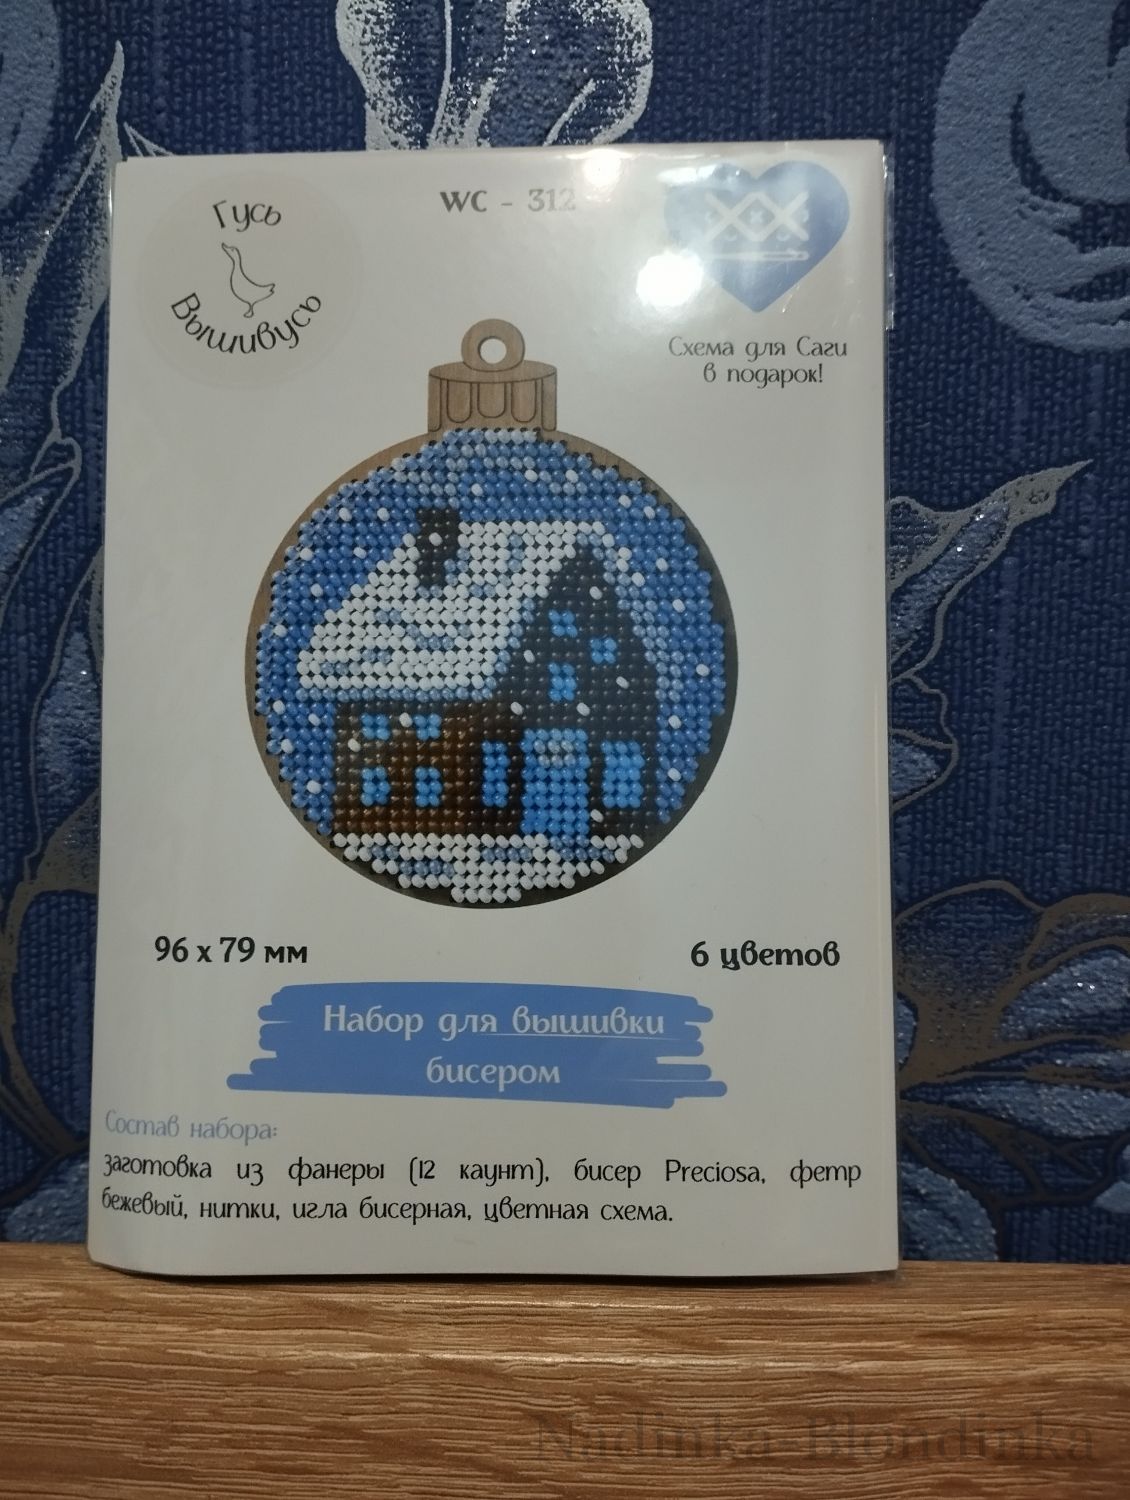 Гусь
Вышивусь
WC - 312
Схема для Саги
в подарок!
96 x 79 мм
6 цветов
Набор для вышивки
бисером
Состав набора:
заготовка из фанеры (12 каунт), бисер Preciosa, фетр
бежевый, нитки, игла бисерная, цветная схема.
Nadinka-Blondinka